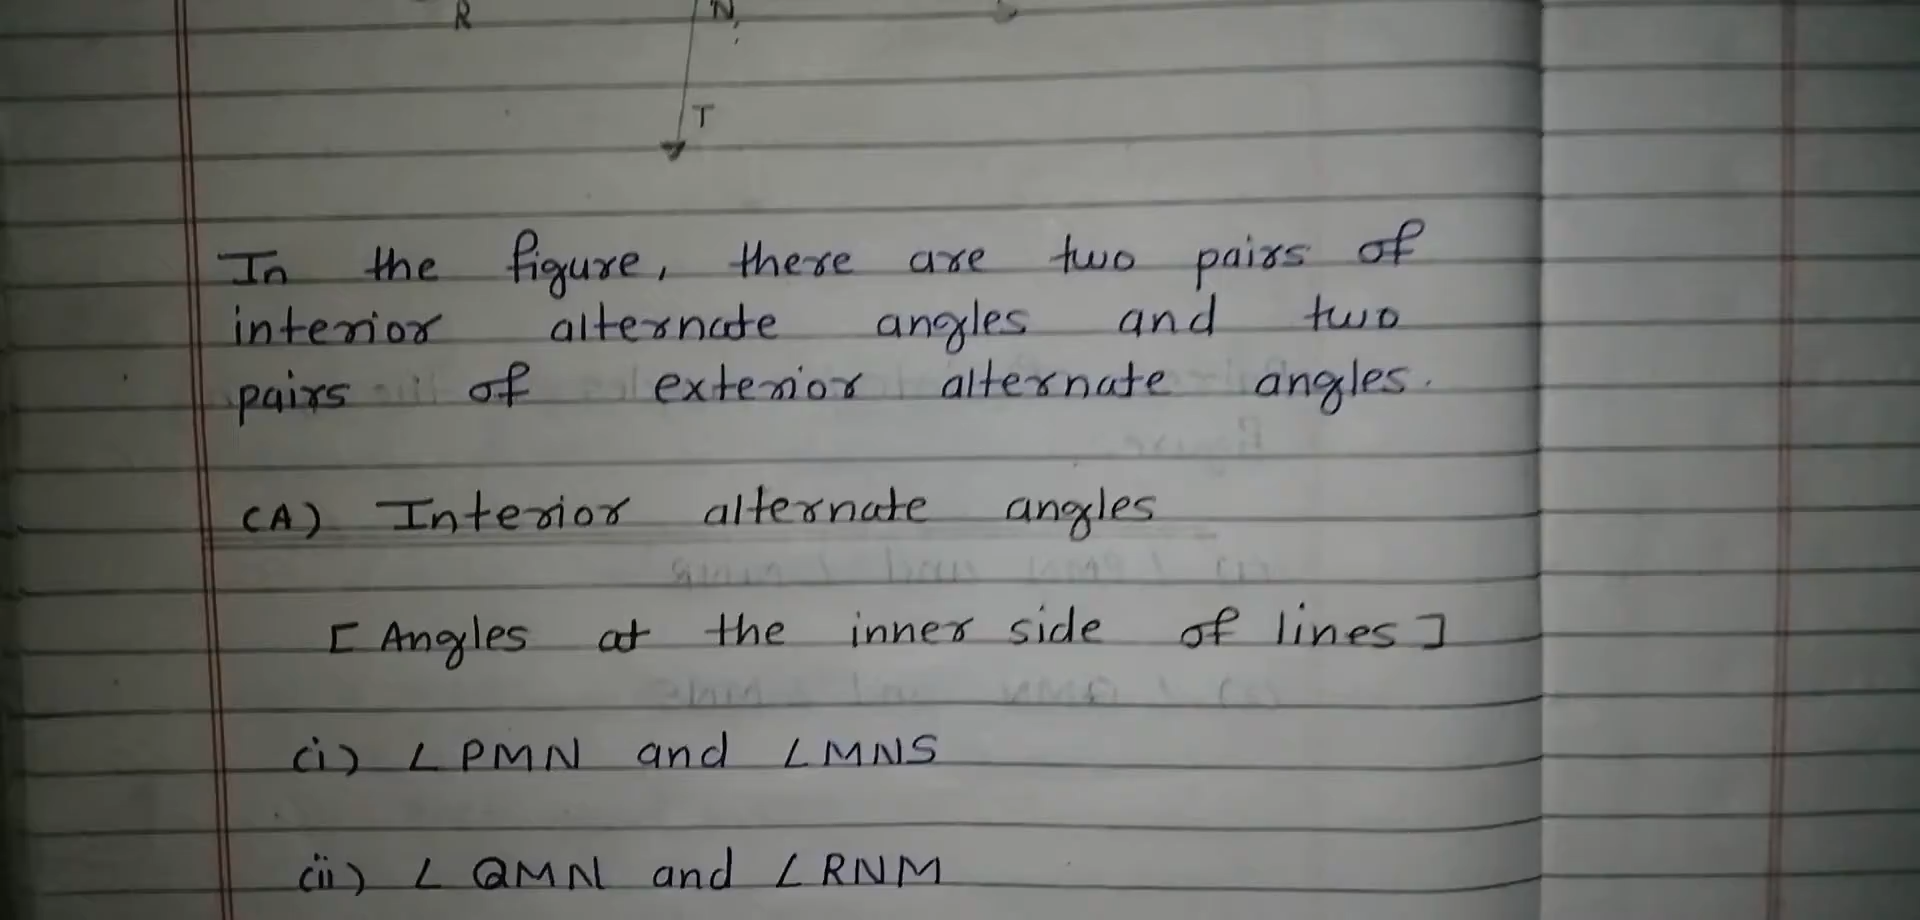 R N
T
In the figure, there are two pairs of
interior alternate angles and two
pairs of exterior alternate angles.
(A) Interior alternate angles
[Angles at the inner side of lines]
(i) ∠PMN and ∠MNS
(ii) ∠QMN and ∠RNM